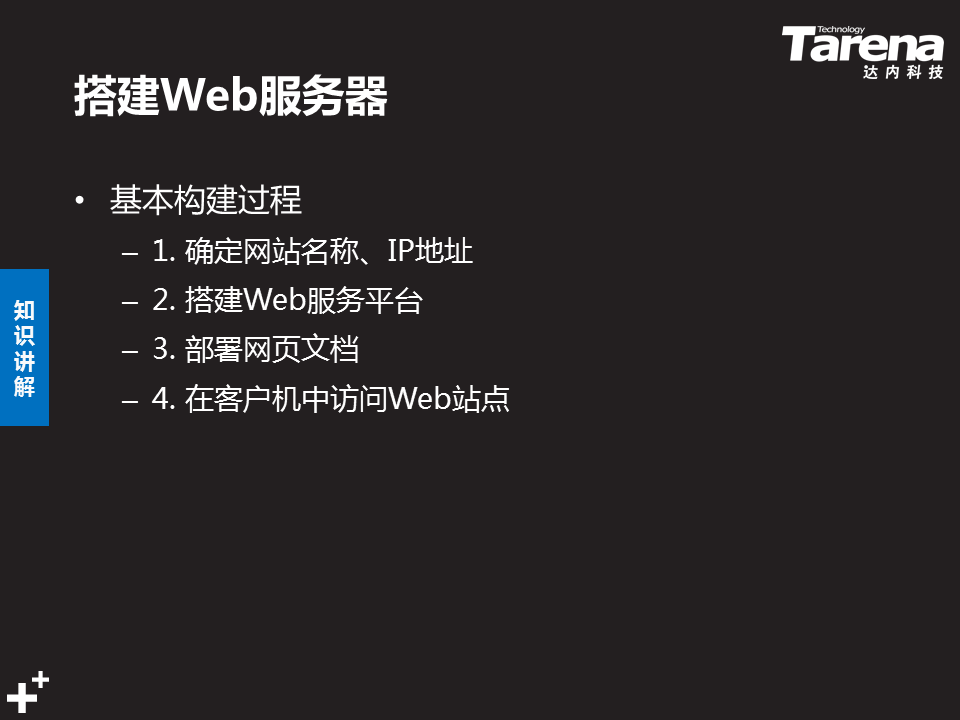 Technology
Tarena
达内科技
搭建Web服务器
• 基本构建过程
– 1. 确定网站名称、IP地址
– 2. 搭建Web服务平台
– 3. 部署网页文档
– 4. 在客户机中访问Web站点
知识讲解